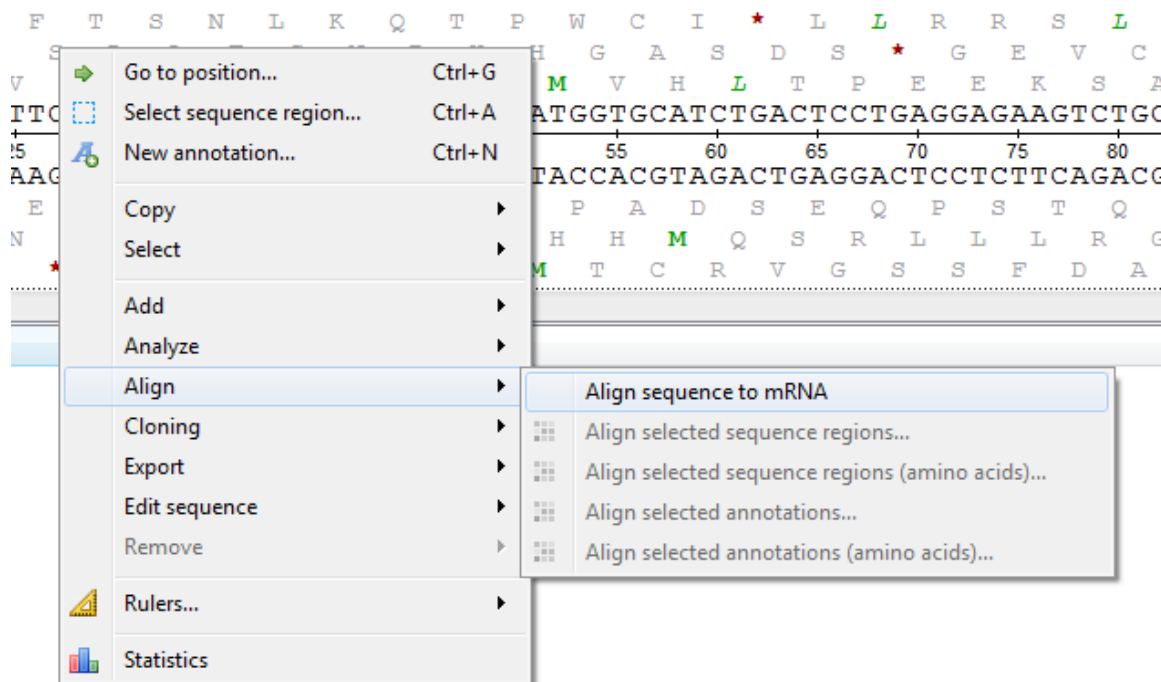 F T S N L K Q T P W C I * L L R R S L
S H G A S D S * G E V C
V M V H L T P E E K S A
TTC ATGGTGCATCTGACTCCTGAGGAGAAGTCTGC
25 55 60 65 70 75 80
AAG TACCACGTAGACTGAGGACTCCTCTTCAGACG
E P A D S E Q P S T Q
N H H M Q S R L L L R G
* M T C R V G S S F D A
Go to position... Ctrl+G
Select sequence region... Ctrl+A
New annotation... Ctrl+N
Copy
Select
Add
Analyze
Align
Cloning
Export
Edit sequence
Remove
Rulers...
Statistics
Align sequence to mRNA
Align selected sequence regions...
Align selected sequence regions (amino acids)...
Align selected annotations...
Align selected annotations (amino acids)...